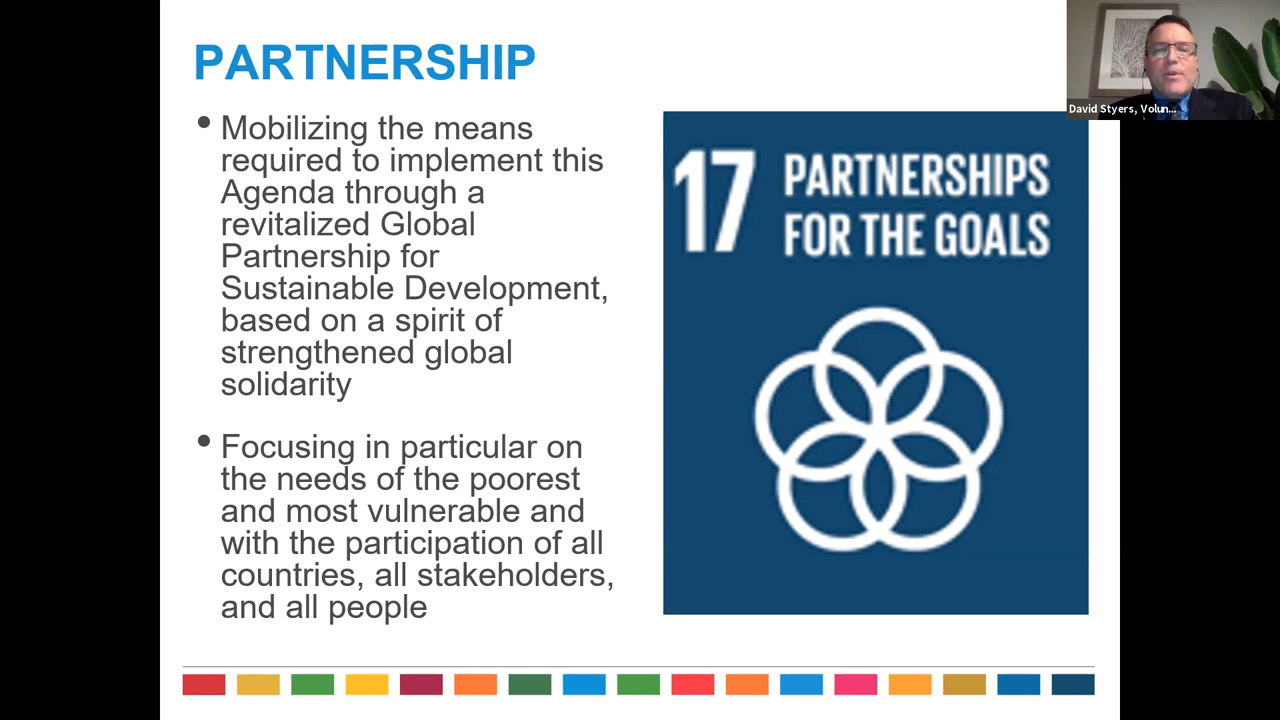 PARTNERSHIP
David Styers, Volun...
• Mobilizing the means
required to implement this
Agenda through a
revitalized Global
Partnership for
Sustainable Development,
based on a spirit of
strengthened global
solidarity
• Focusing in particular on
the needs of the poorest
and most vulnerable and
with the participation of all
countries, all stakeholders,
and all people
17 PARTNERSHIPS
FOR THE GOALS